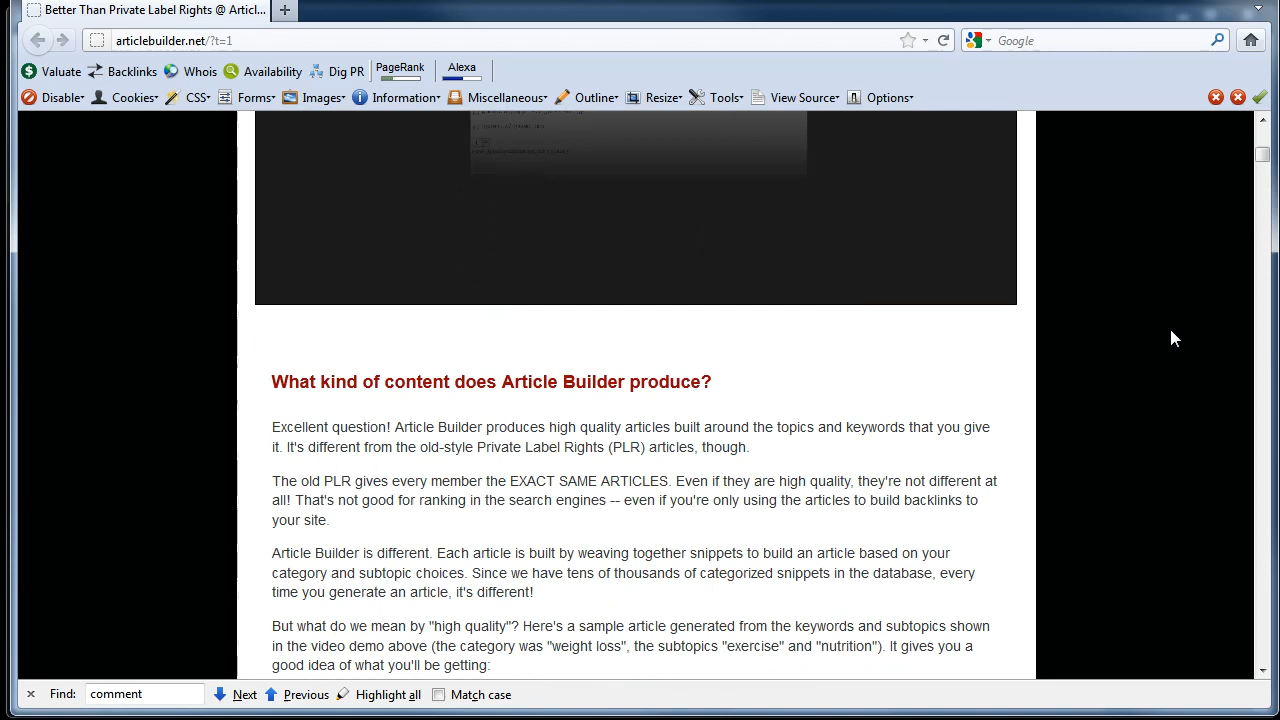 Better Than Private Label Rights @ Articl...
articlebuilder.net/?t=1
Google
Valuate Backlinks Whois Availability Dig PR PageRank Alexa
Disable Cookies CSS Forms Images Information Miscellaneous Outline Resize Tools View Source Options
What kind of content does Article Builder produce?
Excellent question! Article Builder produces high quality articles built around the topics and keywords that you give
it. It's different from the old-style Private Label Rights (PLR) articles, though.
The old PLR gives every member the EXACT SAME ARTICLES. Even if they are high quality, they're not different at
all! That's not good for ranking in the search engines -- even if you're only using the articles to build backlinks to
your site.
Article Builder is different. Each article is built by weaving together snippets to build an article based on your
category and subtopic choices. Since we have tens of thousands of categorized snippets in the database, every
time you generate an article, it's different!
But what do we mean by "high quality"? Here's a sample article generated from the keywords and subtopics shown
in the video demo above (the category was "weight loss", the subtopics "exercise" and "nutrition"). It gives you a
good idea of what you'll be getting:
Find: comment Next Previous Highlight all Match case